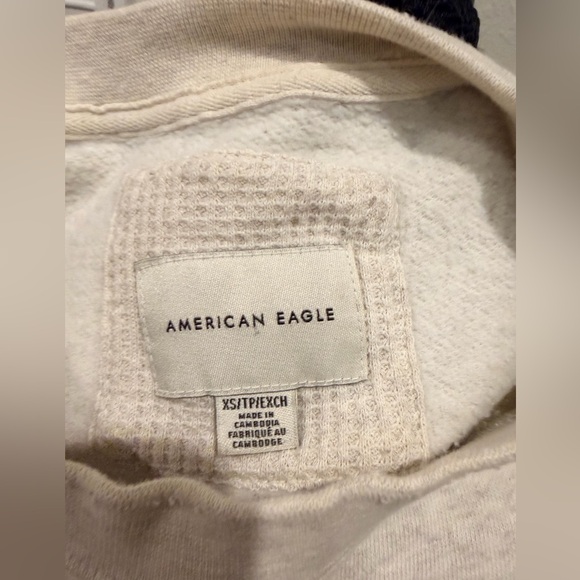 AMERICAN EAGLE
XS/TP/EXCH
MADE IN
CAMBODIA
FABRIQUÉ AU
CAMBODGE